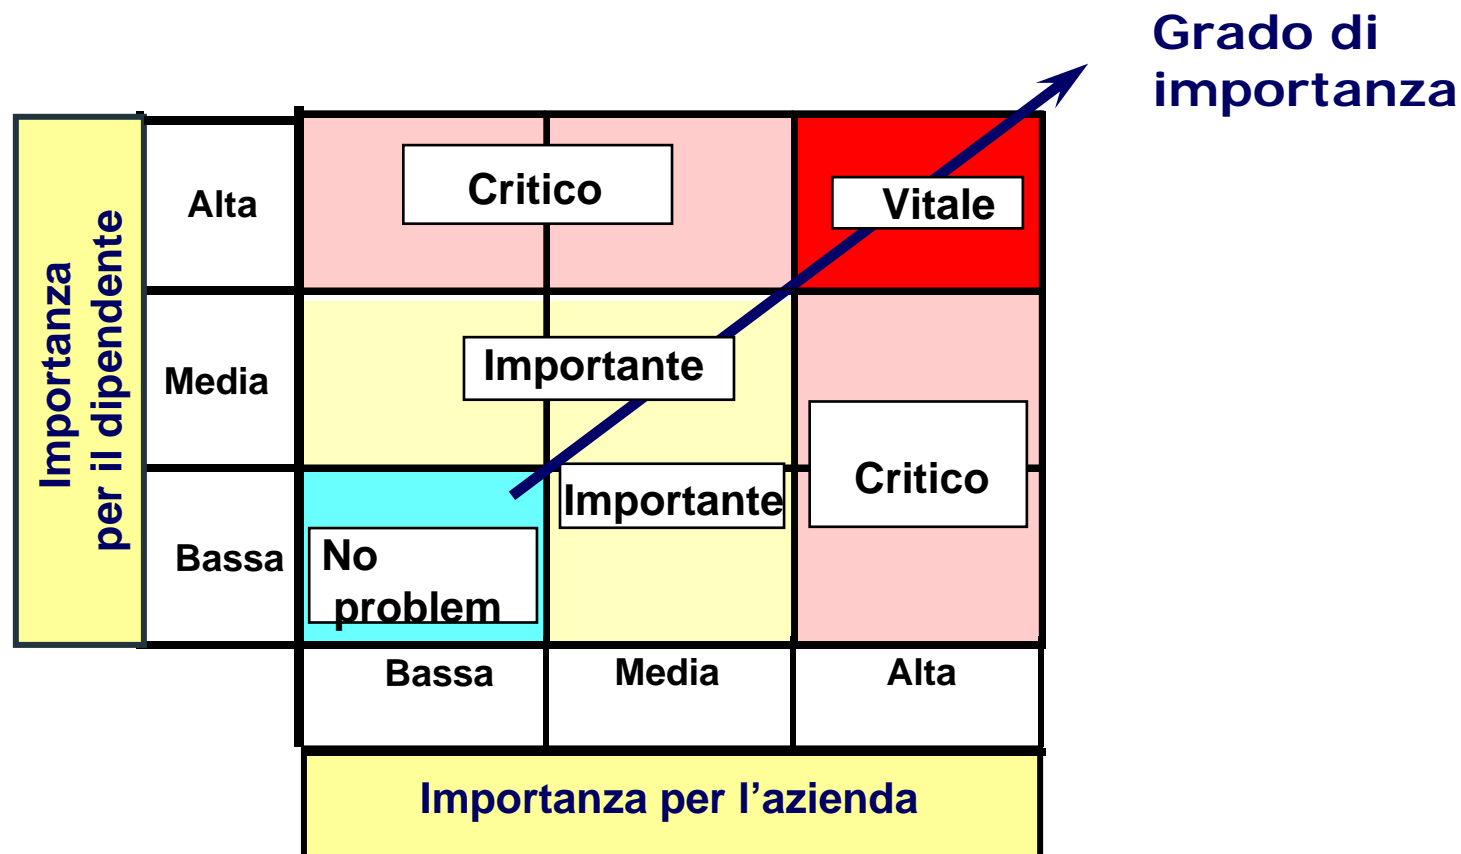 Grado di
importanza
Importanza
per il dipendente
Alta
Critico
Vitale
Media
Importante
Bassa
No
problem
Importante
Critico
Bassa
Media
Alta
Importanza per l’azienda